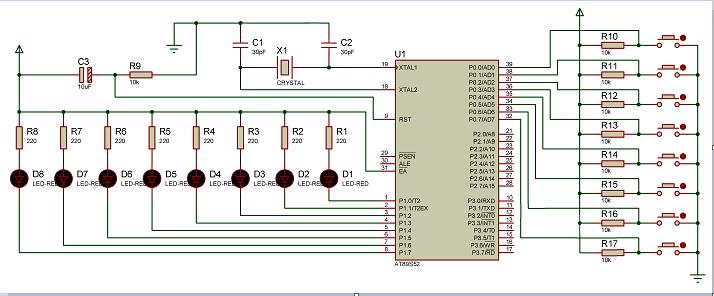 C1
30pF
X1
CRYSTAL
C2
30pF
C3
10uF
R9
10k
U1
19 XTAL1
18 XTAL2
9 RST
29 PSEN
30 ALE
31 EA
1 P1.0/T2
2 P1.1/T2EX
3 P1.2
4 P1.3
5 P1.4
6 P1.5
7 P1.6
8 P1.7
P0.0/AD0 39
P0.1/AD1 38
P0.2/AD2 37
P0.3/AD3 36
P0.4/AD4 35
P0.5/AD5 34
P0.6/AD6 33
P0.7/AD7 32
P2.0/A8 21
P2.1/A9 22
P2.2/A10 23
P2.3/A11 24
P2.4/A12 25
P2.5/A13 26
P2.6/A14 27
P2.7/A15 28
P3.0/RXD 10
P3.1/TXD 11
P3.2/INT0 12
P3.3/INT1 13
P3.4/T0 14
P3.5/T1 15
P3.6/WR 16
P3.7/RD 17
AT89S52
R8 R7 R6 R5 R4 R3 R2 R1
220 220 220 220 220 220 220 220
D8 D7 D6 D5 D4 D3 D2 D1
LED-RED LED-RED LED-RED LED-RED LED-RED LED-RED LED-RED LED-RED
R10
10k
R11
10k
R12
10k
R13
10k
R14
10k
R15
10k
R16
10k
R17
10k